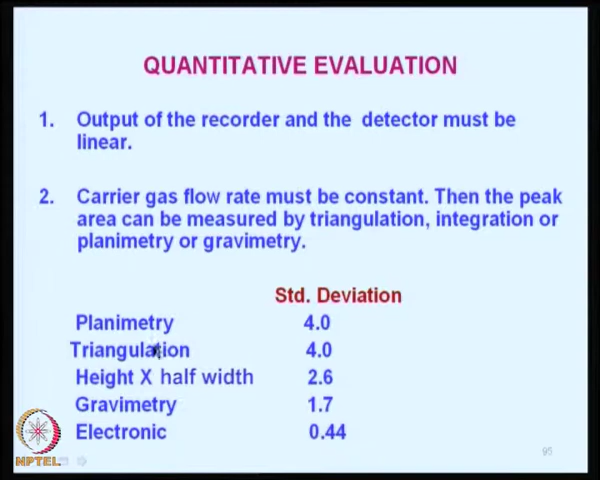 QUANTITATIVE EVALUATION
1. Output of the recorder and the detector must be
linear.
2. Carrier gas flow rate must be constant. Then the peak
area can be measured by triangulation, integration or
planimetry or gravimetry.
Std. Deviation
Planimetry 4.0
Triangulation 4.0
Height X half width 2.6
Gravimetry 1.7
Electronic 0.44
NPTEL
95